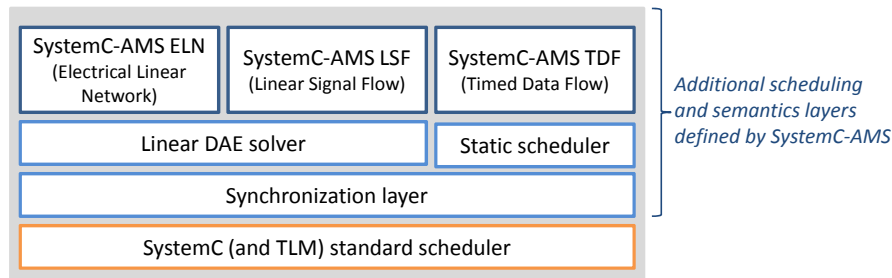 SystemC-AMS ELN
(Electrical Linear
Network)
SystemC-AMS LSF
(Linear Signal Flow)
SystemC-AMS TDF
(Timed Data Flow)
Additional scheduling
and semantics layers
defined by SystemC-AMS
Linear DAE solver
Static scheduler
Synchronization layer
SystemC (and TLM) standard scheduler